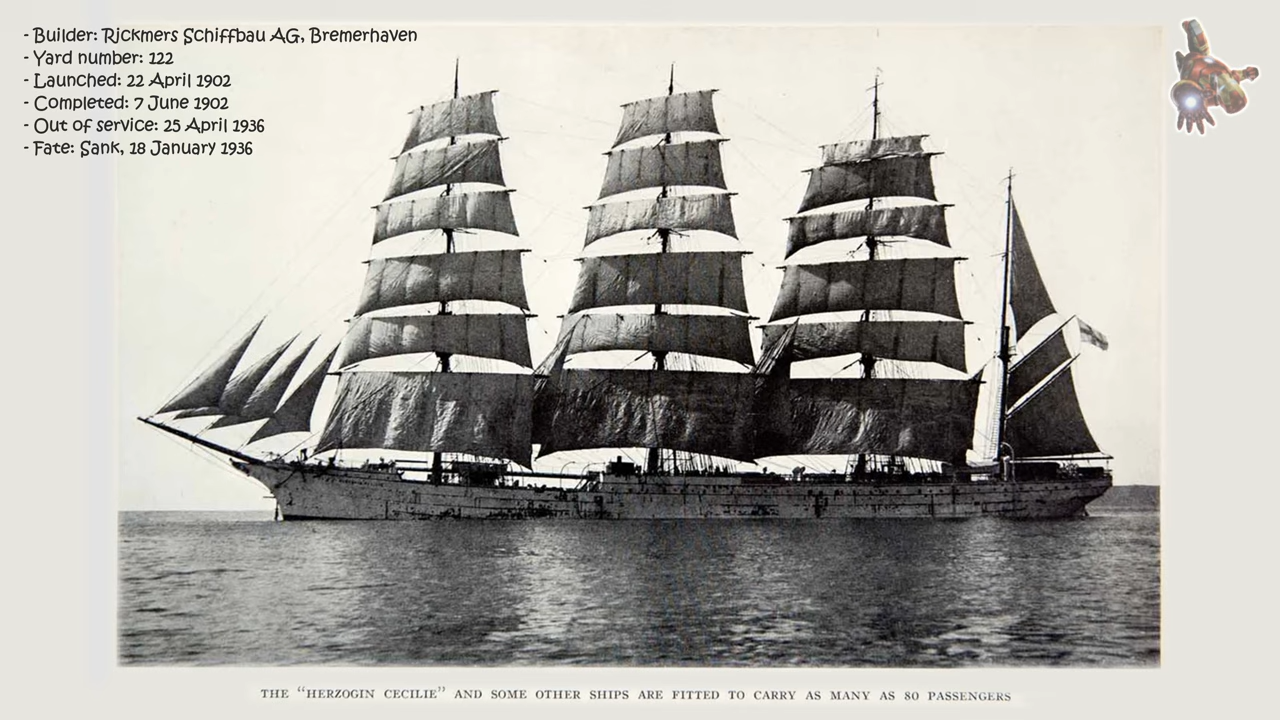 - Builder: Rickmers Schiffbau AG, Bremerhaven
- Yard number: 122
- Launched: 22 April 1902
- Completed: 7 June 1902
- Out of service: 25 April 1936
- Fate: Sank, 18 January 1936
THE "HERZOGIN CECILIE" AND SOME OTHER SHIPS ARE FITTED TO CARRY AS MANY AS 80 PASSENGERS